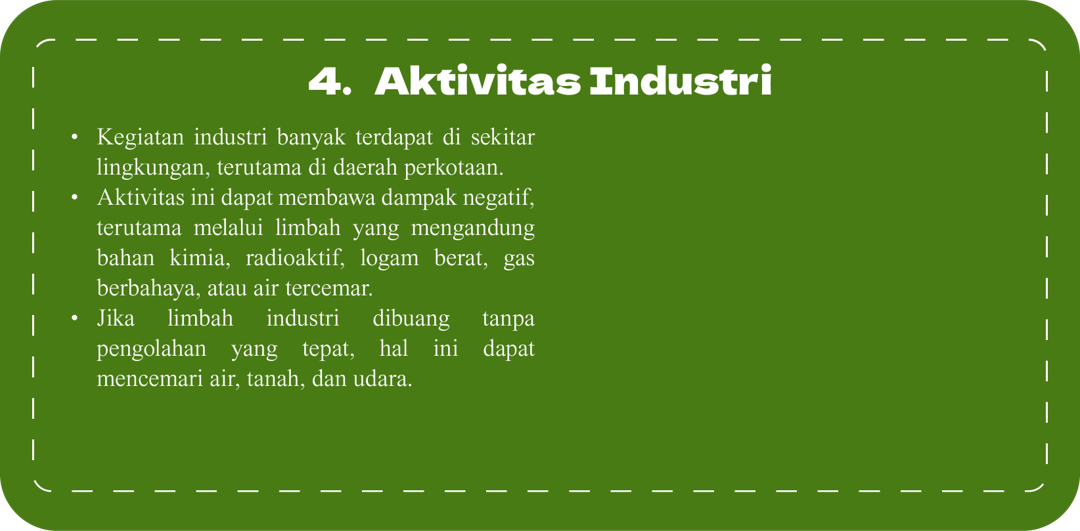 4. Aktivitas Industri
• Kegiatan industri banyak terdapat di sekitar
lingkungan, terutama di daerah perkotaan.
• Aktivitas ini dapat membawa dampak negatif,
terutama melalui limbah yang mengandung
bahan kimia, radioaktif, logam berat, gas
berbahaya, atau air tercemar.
• Jika limbah industri dibuang tanpa
pengolahan yang tepat, hal ini dapat
mencemari air, tanah, dan udara.